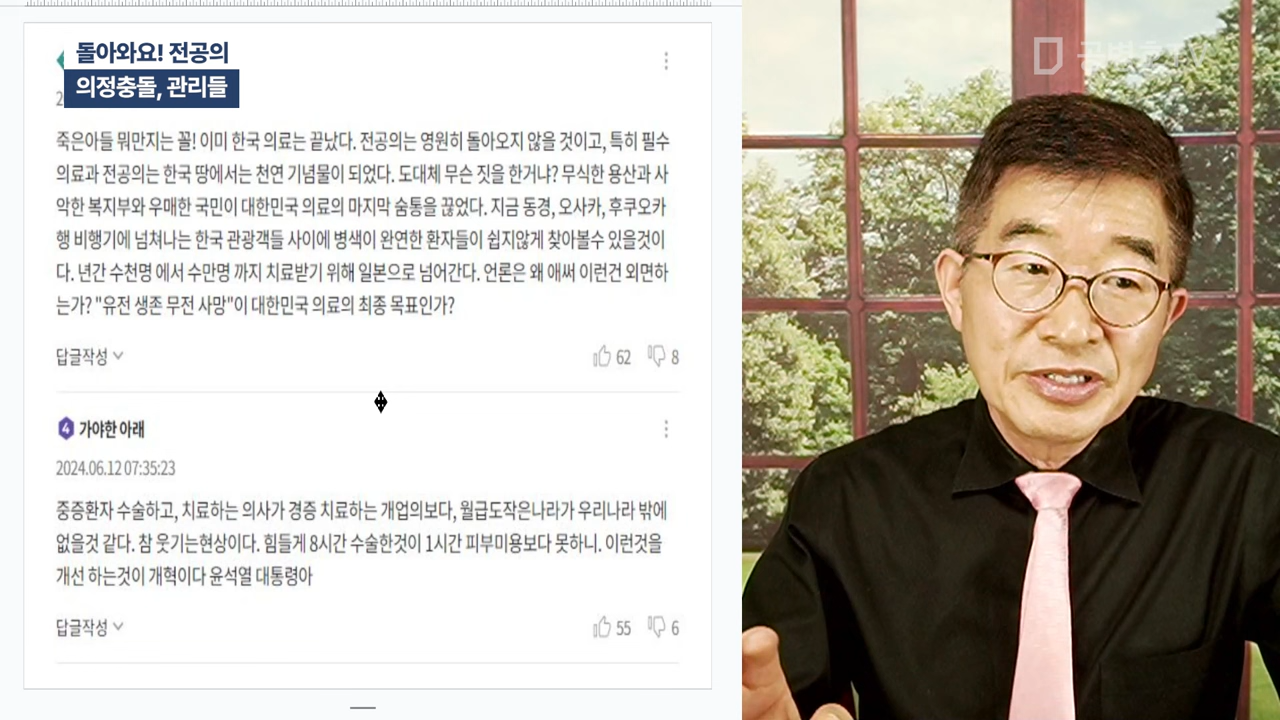 돌아와요! 전공의
의정충돌, 관리들
죽은아들 뭐만지는 꼴! 이미 한국 의료는 끝났다. 전공의는 영원히 돌아오지 않을 것이고, 특히 필수
의료과 전공의는 한국 땅에서는 천연 기념물이 되었다. 도대체 무슨 짓을 한거냐? 무식한 용산과 사
악한 복지부와 우매한 국민이 대한민국 의료의 마지막 숨통을 끊었다. 지금 동경, 오사카, 후쿠오카
행 비행기에 넘쳐나는 한국 관광객들 사이에 병색이 완연한 환자들이 쉽지않게 찾아볼수 있을것이
다. 년간 수천명 에서 수만명 까지 치료받기 위해 일본으로 넘어간다. 언론은 왜 애써 이런건 외면하
는가? "유전 생존 무전 사망"이 대한민국 의료의 최종 목표인가?
답글작성 62 8
4 가야한 아래
2024.06.12 07:35:23
중증환자 수술하고, 치료하는 의사가 경증 치료하는 개업의보다, 월급도작은나라가 우리나라 밖에
없을것 같다. 참 웃기는현상이다. 힘들게 8시간 수술한것이 1시간 피부미용보다 못하니. 이런것을
개선 하는것이 개혁이다 윤석열 대통령아
답글작성 55 6